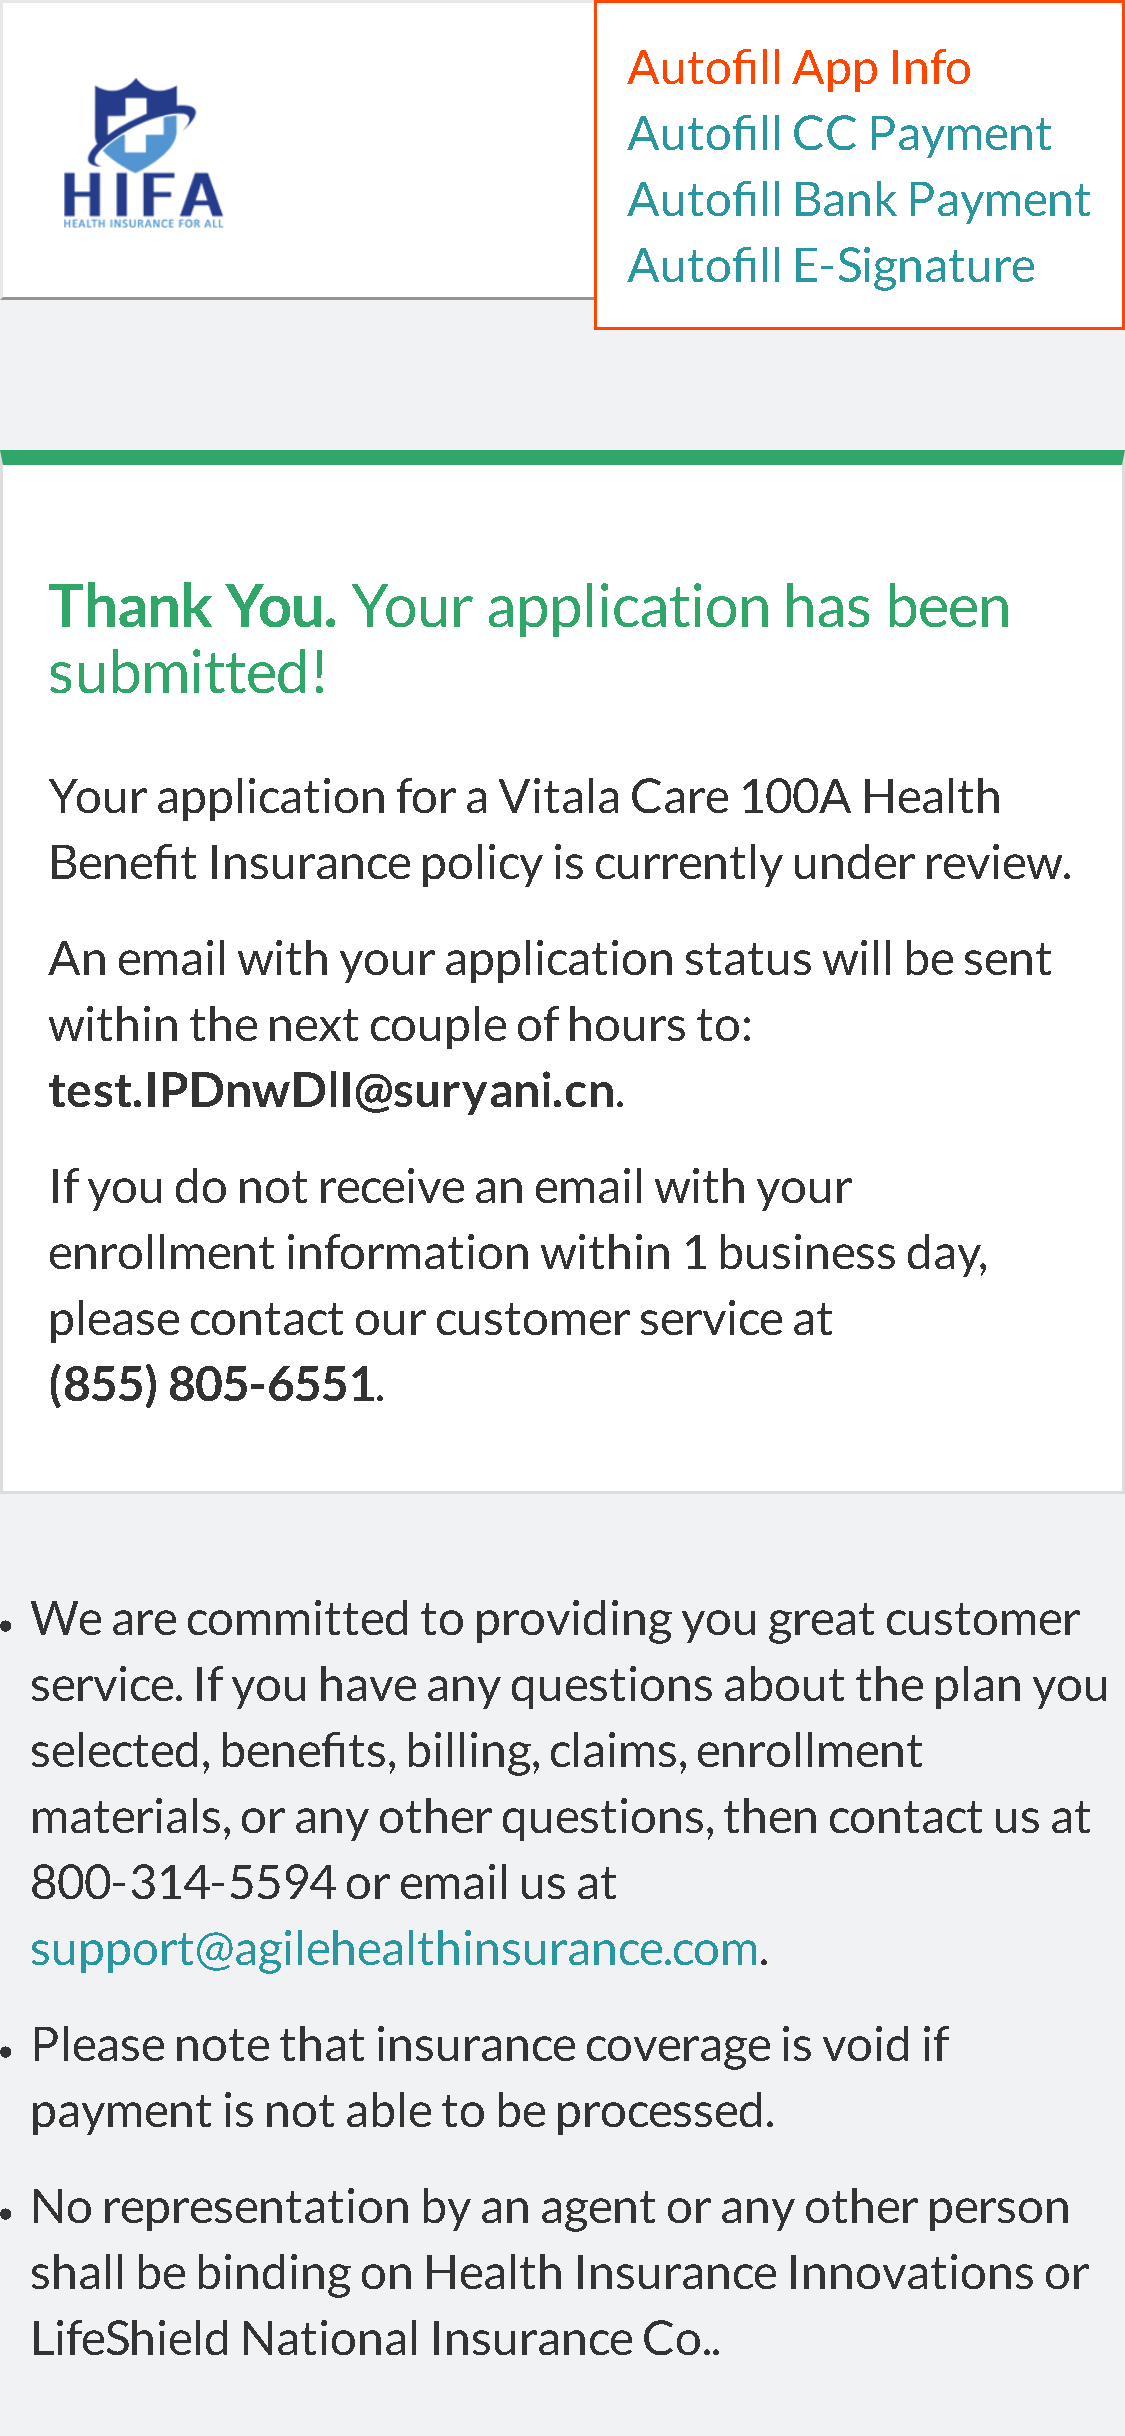 HIFA
HEALTH INSURANCE FOR ALL
Autofill App Info
Autofill CC Payment
Autofill Bank Payment
Autofill E-Signature
Thank You. Your application has been
submitted!
Your application for a Vitala Care 100A Health
Benefit Insurance policy is currently under review.
An email with your application status will be sent
within the next couple of hours to:
test.IPDnwDlI@suryani.cn.
If you do not receive an email with your
enrollment information within 1 business day,
please contact our customer service at
(855) 805-6551.
• We are committed to providing you great customer
service. If you have any questions about the plan you
selected, benefits, billing, claims, enrollment
materials, or any other questions, then contact us at
800-314-5594 or email us at
support@agilehealthinsurance.com.
• Please note that insurance coverage is void if
payment is not able to be processed.
• No representation by an agent or any other person
shall be binding on Health Insurance Innovations or
LifeShield National Insurance Co..